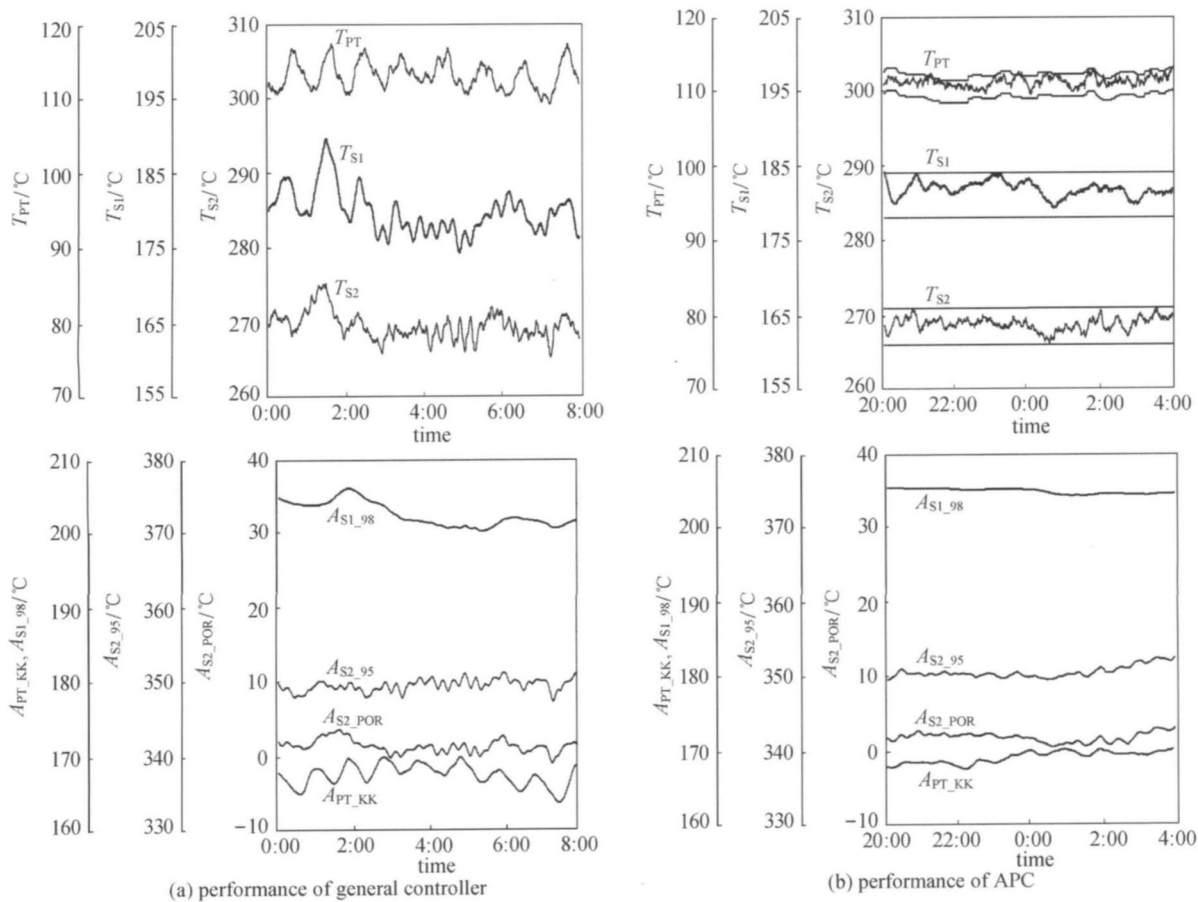 120
110
100
90
80
70
T_PT/℃
205
195
185
175
165
155
T_S1/℃
310
300
290
280
270
260
T_S2/℃
T_PT
T_S1
T_S2
0:00 2:00 4:00 6:00 8:00
time
120
110
100
90
80
70
T_PT/℃
205
195
185
175
165
155
T_S1/℃
310
300
290
280
270
260
T_S2/℃
T_PT
T_S1
T_S2
20:00 22:00 0:00 2:00 4:00
time
210
200
190
180
170
160
A_PT_KK, A_S1_98/℃
380
370
360
350
340
330
A_S2_95/℃
40
30
20
10
0
−10
A_S2_POR/℃
A_S1_98
A_S2_95
A_S2_POR
A_PT_KK
0:00 2:00 4:00 6:00 8:00
time
(a) performance of general controller
210
200
190
180
170
160
A_PT_KK, A_S1_98/℃
380
370
360
350
340
330
A_S2_95/℃
40
30
20
10
0
−10
A_S2_POR/℃
A_S1_98
A_S2_95
A_S2_POR
A_PT_KK
20:00 22:00 0:00 2:00 4:00
time
(b) performance of APC